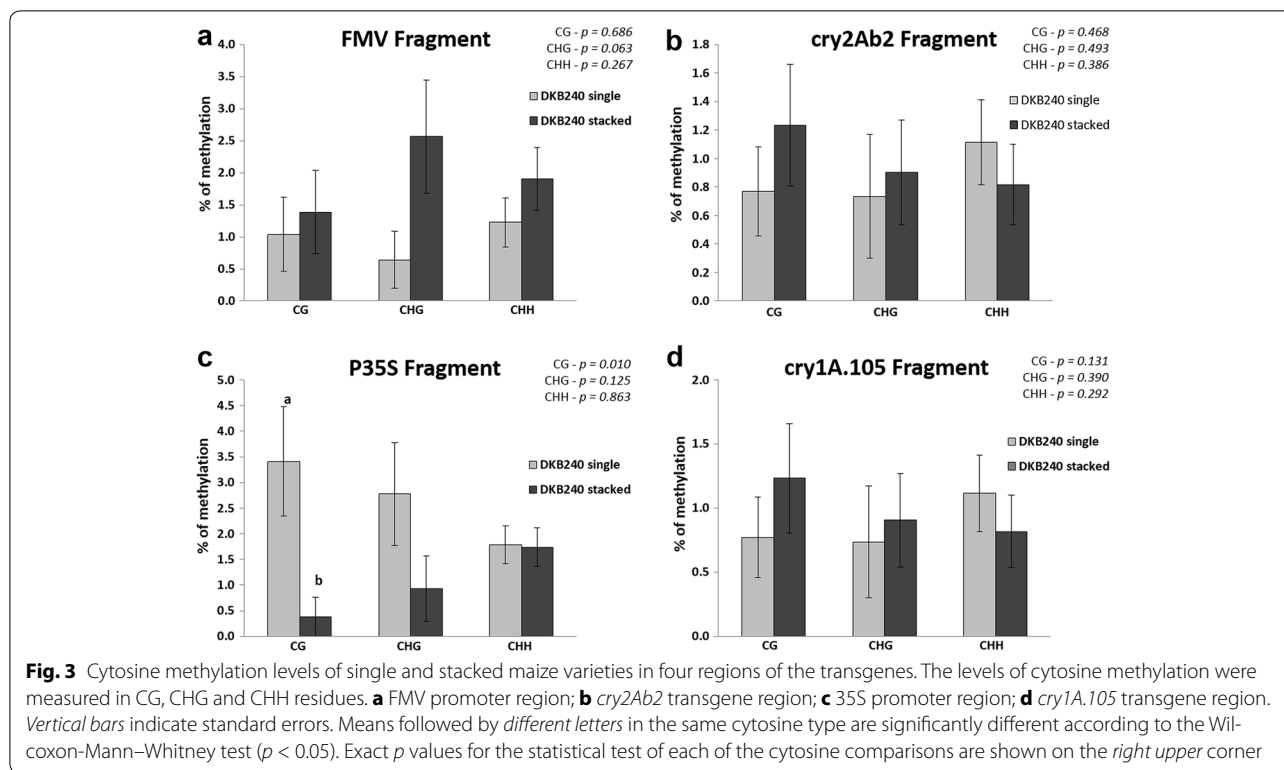 a
FMV Fragment
CG - p = 0.686
CHG - p = 0.063
CHH - p = 0.267
% of methylation
4.0
3.5
3.0
2.5
2.0
1.5
1.0
0.5
0.0
DKB240 single
DKB240 stacked
CG CHG CHH
b
cry2Ab2 Fragment
CG - p = 0.468
CHG - p = 0.493
CHH - p = 0.386
% of methylation
1.8
1.6
1.4
1.2
1.0
0.8
0.6
0.4
0.2
0.0
DKB240 single
DKB240 stacked
CG CHG CHH
c
P35S Fragment
CG - p = 0.010
CHG - p = 0.125
CHH - p = 0.863
% of methylation
5.0
4.5
4.0
3.5
3.0
2.5
2.0
1.5
1.0
0.5
0.0
a
b
DKB240 single
DKB240 stacked
CG CHG CHH
d
cry1A.105 Fragment
CG - p = 0.131
CHG - p = 0.390
CHH - p = 0.292
% of methylation
2.0
1.5
1.0
0.5
0.0
DKB240 single
DKB240 stacked
CG CHG CHH
Fig. 3 Cytosine methylation levels of single and stacked maize varieties in four regions of the transgenes. The levels of cytosine methylation were
measured in CG, CHG and CHH residues. a FMV promoter region; b cry2Ab2 transgene region; c 35S promoter region; d cry1A.105 transgene region.
Vertical bars indicate standard errors. Means followed by different letters in the same cytosine type are significantly different according to the Wil-
coxon-Mann–Whitney test (p < 0.05). Exact p values for the statistical test of each of the cytosine comparisons are shown on the right upper corner